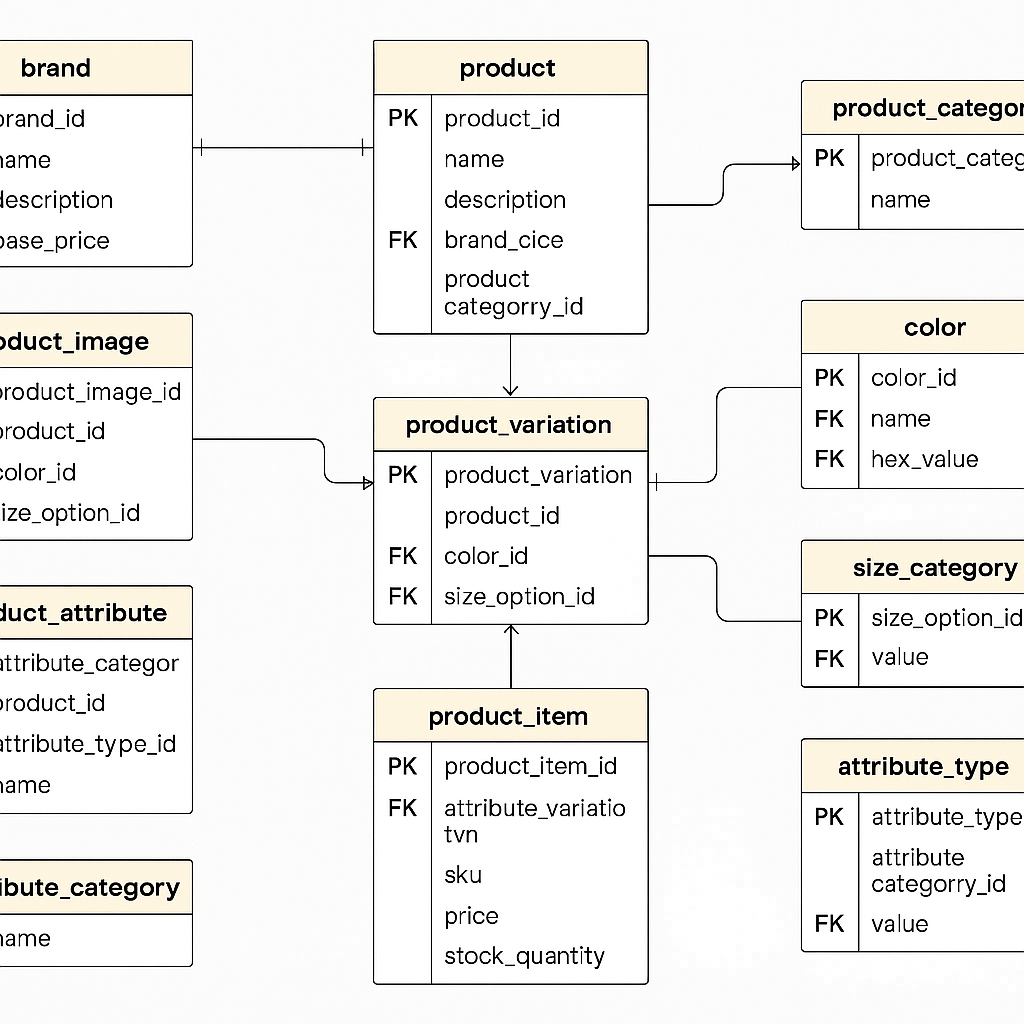 brand
brand_id
name
description
base_price
product
PK product_id
name
description
FK brand_cice
product
categorry_id
product_categor
PK product_categ
name
oduct_image
product_image_id
product_id
color_id
size_option_id
product_variation
PK product_variation
product_id
FK color_id
FK size_option_id
color
PK color_id
FK name
FK hex_value
size_category
PK size_option_id
FK value
duct_attribute
attribute_categor
product_id
attribute_type_id
name
product_item
PK product_item_id
FK attribute_variatio
tvn
sku
price
stock_quantity
attribute_type
PK attribute_type
attribute
categorry_id
FK value
ibute_category
name